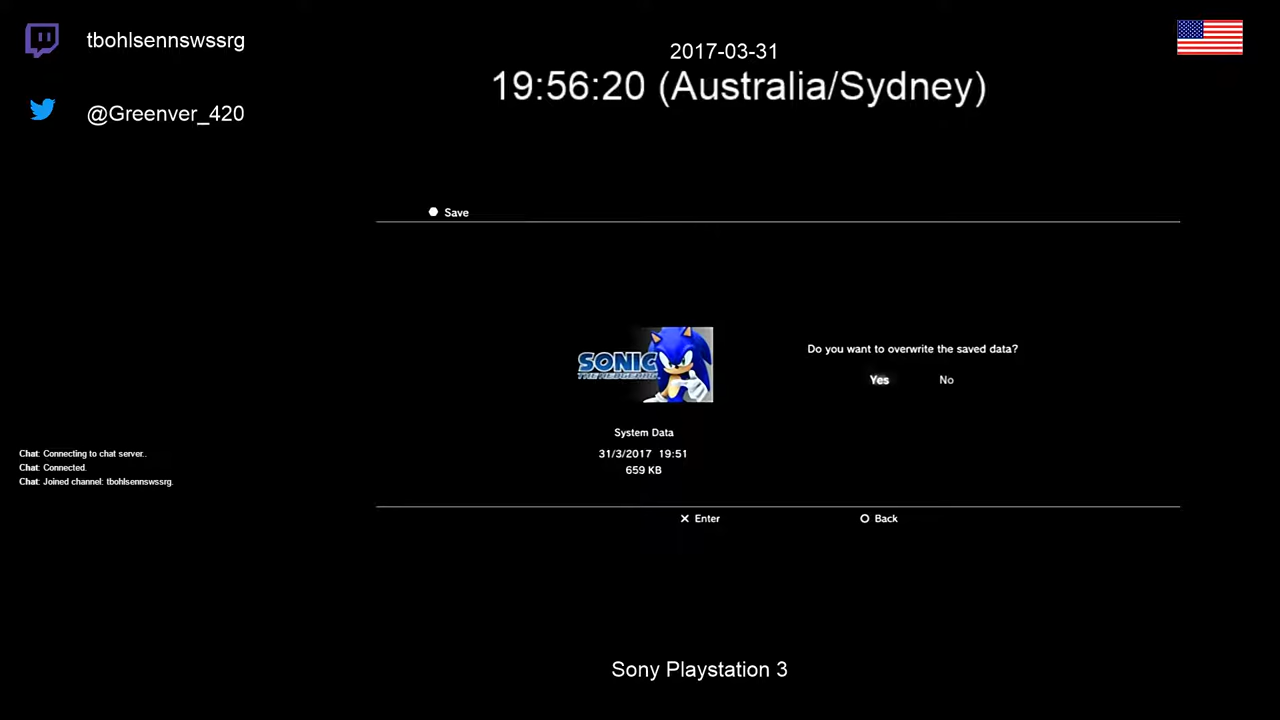 tbohlsennswssrg
@Greenver_420
2017-03-31
19:56:20 (Australia/Sydney)
Save
SONIC
THE HEDGEHOG
Do you want to overwrite the saved data?
Yes No
System Data
31/3/2017 19:51
659 KB
Chat: Connecting to chat server..
Chat: Connected.
Chat: Joined channel: tbohlsennswssrg.
Enter Back
Sony Playstation 3